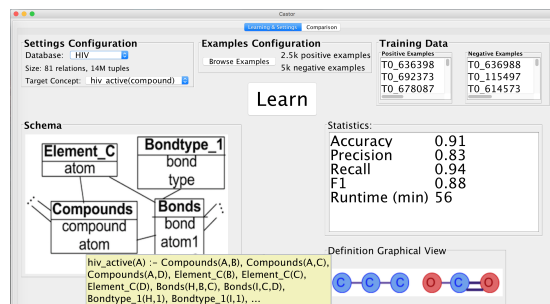 Castor
Learning & Settings Comparison
Settings Configuration
Database: HIV
Size: 81 relations, 14M tuples
Target Concept: hiv_active(compound)
Examples Configuration
Browse Examples
2.5k positive examples
5k negative examples
Training Data
Positive Examples
T0_636398
T0_692373
T0_678087
Negative Examples
T0_636988
T0_115497
T0_614573
Learn
Schema
Element_C
atom
Bondtype_1
bond
type
Compounds
compound
atom
Bonds
bond
atom1
hiv_active(A) :- Compounds(A,B), Compounds(A,C),
Compounds(A,D), Element_C(B), Element_C(C),
Element_C(D), Bonds(H,B,C), Bonds(I,C,D),
Bondtype_1(H,1), Bondtype_1(I,1), ...
Statistics:
Accuracy 0.91
Precision 0.83
Recall 0.94
F1 0.88
Runtime (min) 56
Definition Graphical View
C C C O C O